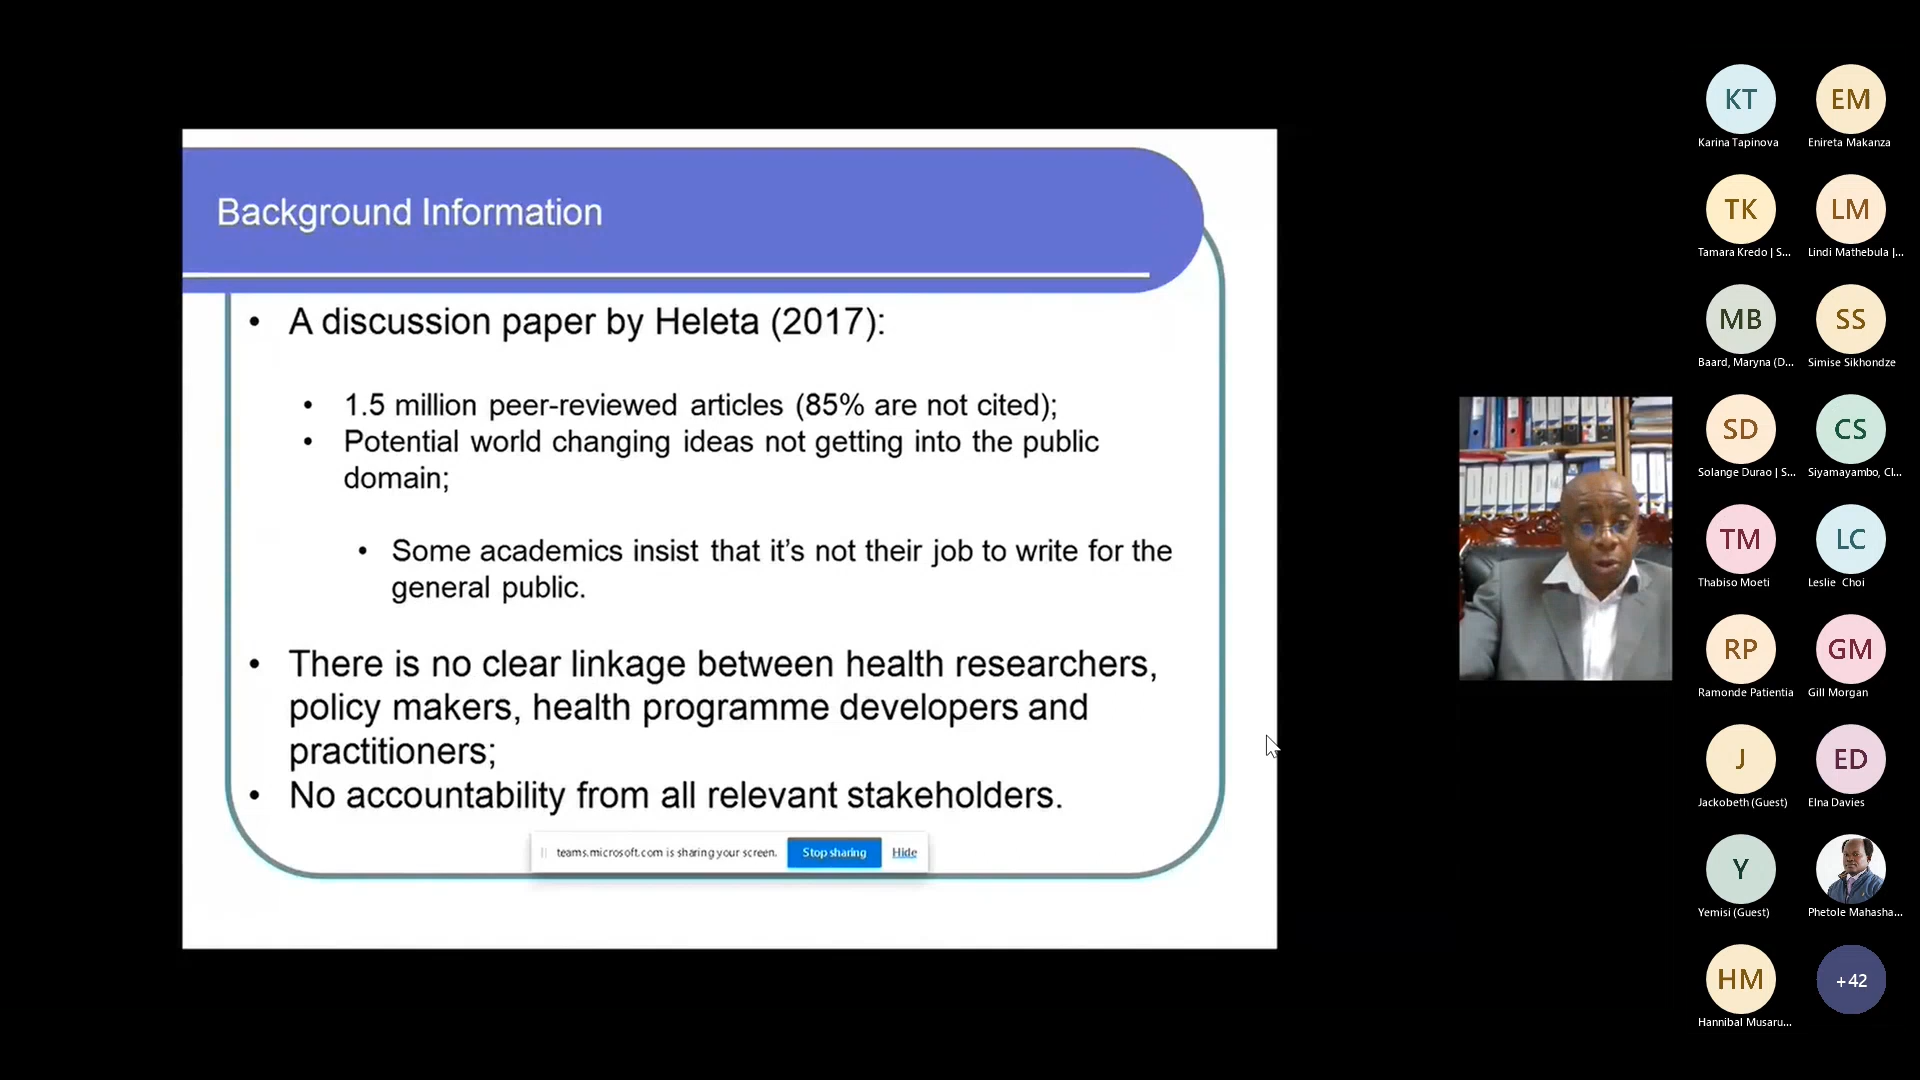 Background Information
• A discussion paper by Heleta (2017):
• 1.5 million peer-reviewed articles (85% are not cited);
• Potential world changing ideas not getting into the public
domain;
• Some academics insist that it's not their job to write for the
general public.
• There is no clear linkage between health researchers,
policy makers, health programme developers and
practitioners;
• No accountability from all relevant stakeholders.
teams.microsoft.com is sharing your screen. Stop sharing Hide
KT EM
Karina Tapinova Enireta Makanza
TK LM
Tamara Kredo | S... Lindi Mathebula |...
MB SS
Baard, Maryna (D... Simise Sikhondze
SD CS
Solange Durao | S... Siyamayambo, Cl...
TM LC
Thabiso Moeti Leslie Choi
RP GM
Ramonde Patientia Gill Morgan
J ED
Jackobeth (Guest) Elna Davies
Y
Yemisi (Guest) Phetole Mahasha...
HM +42
Hannibal Musaru...